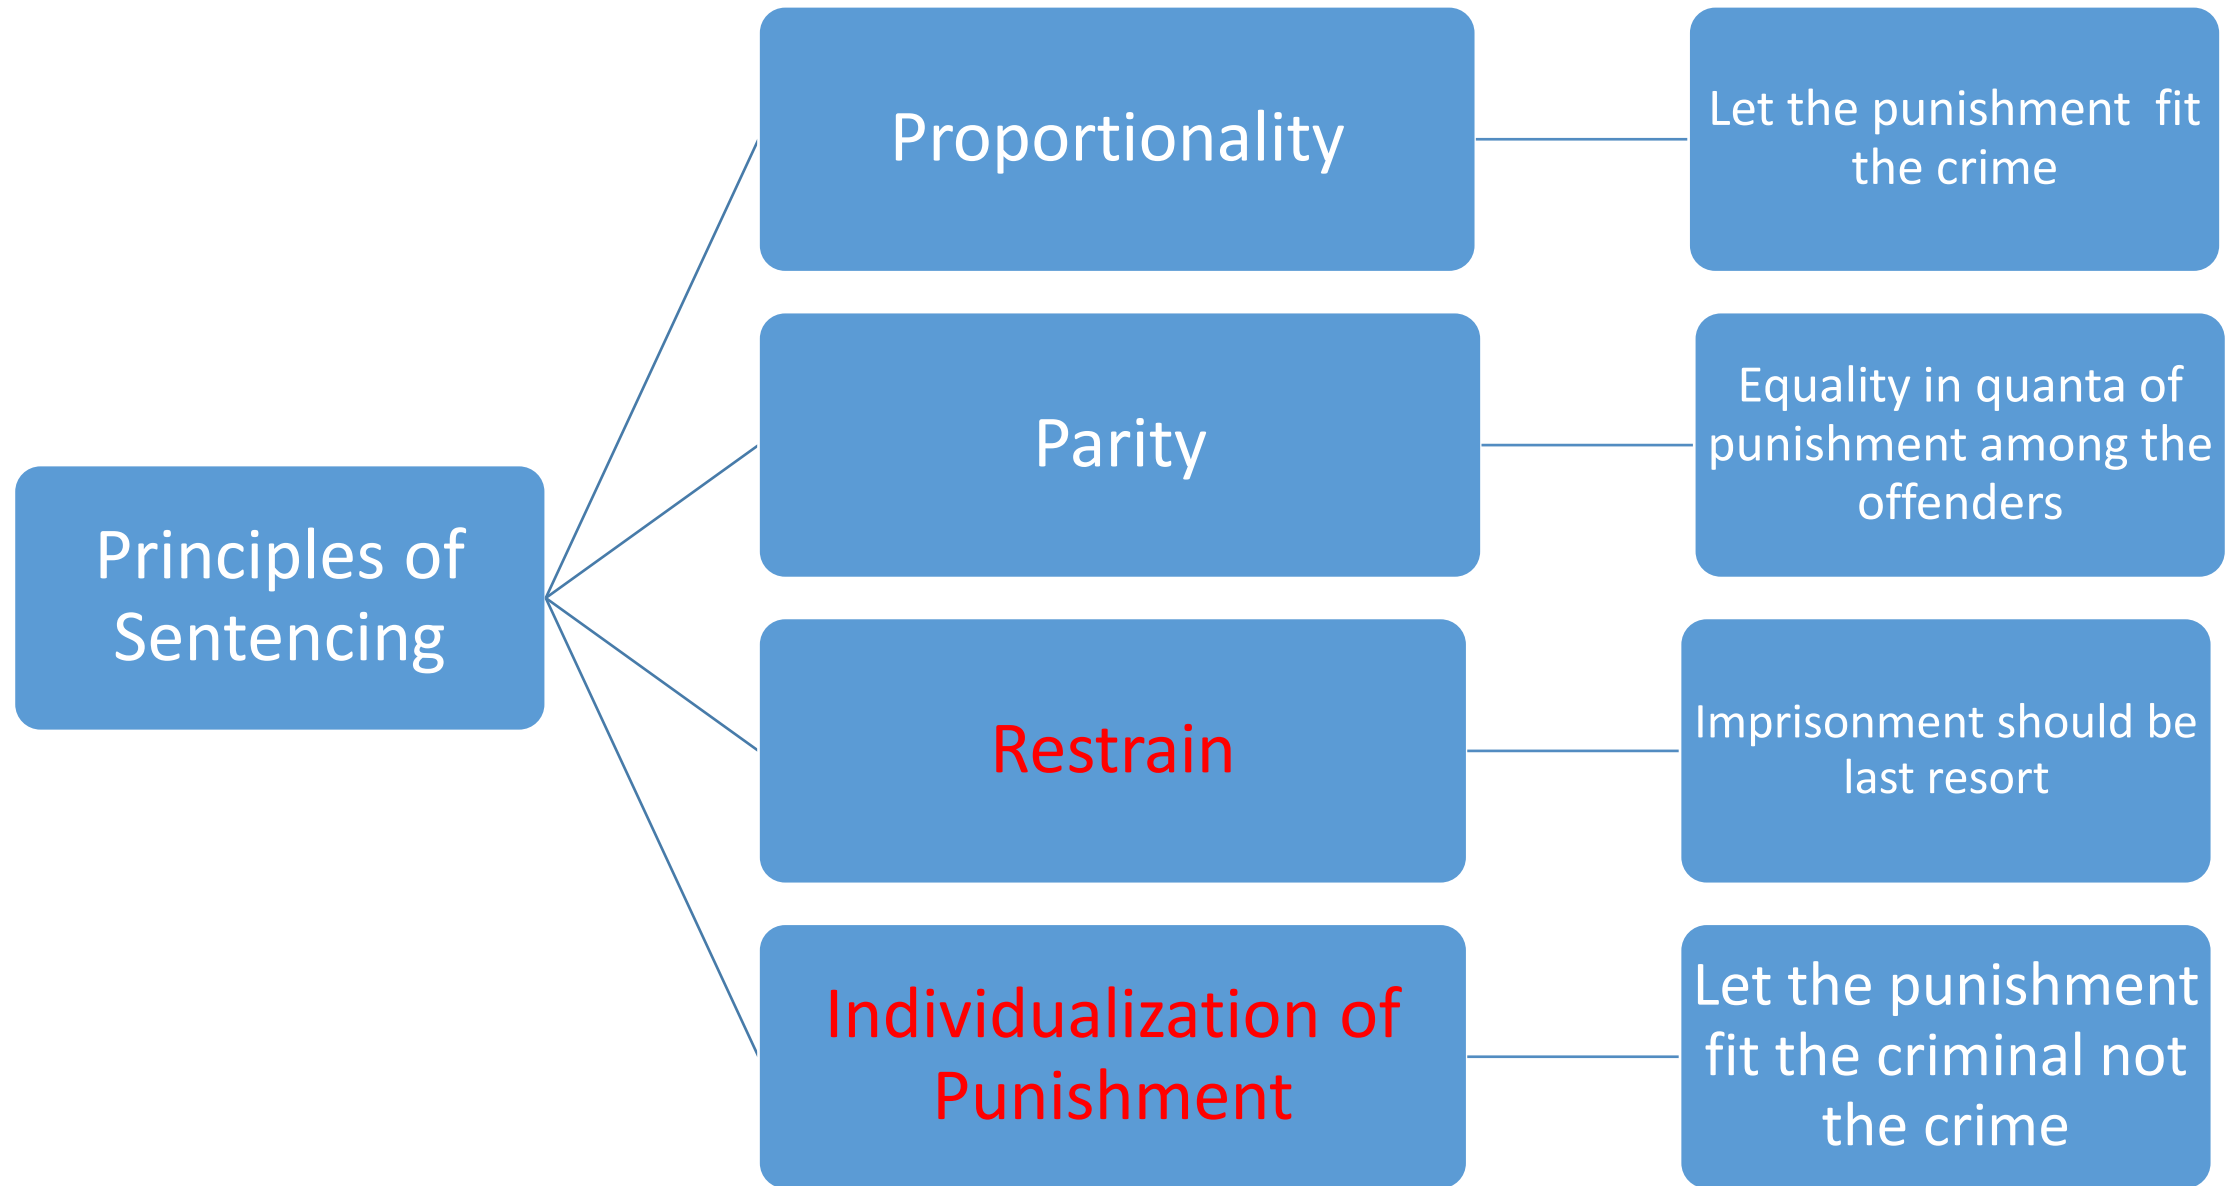 Principles of
Sentencing
Proportionality
Let the punishment  fit
the crime
Parity
Equality in quanta of
punishment among the
offenders
Restrain
Imprisonment should be
last resort
Individualization of
Punishment
Let the punishment
fit the criminal not
the crime